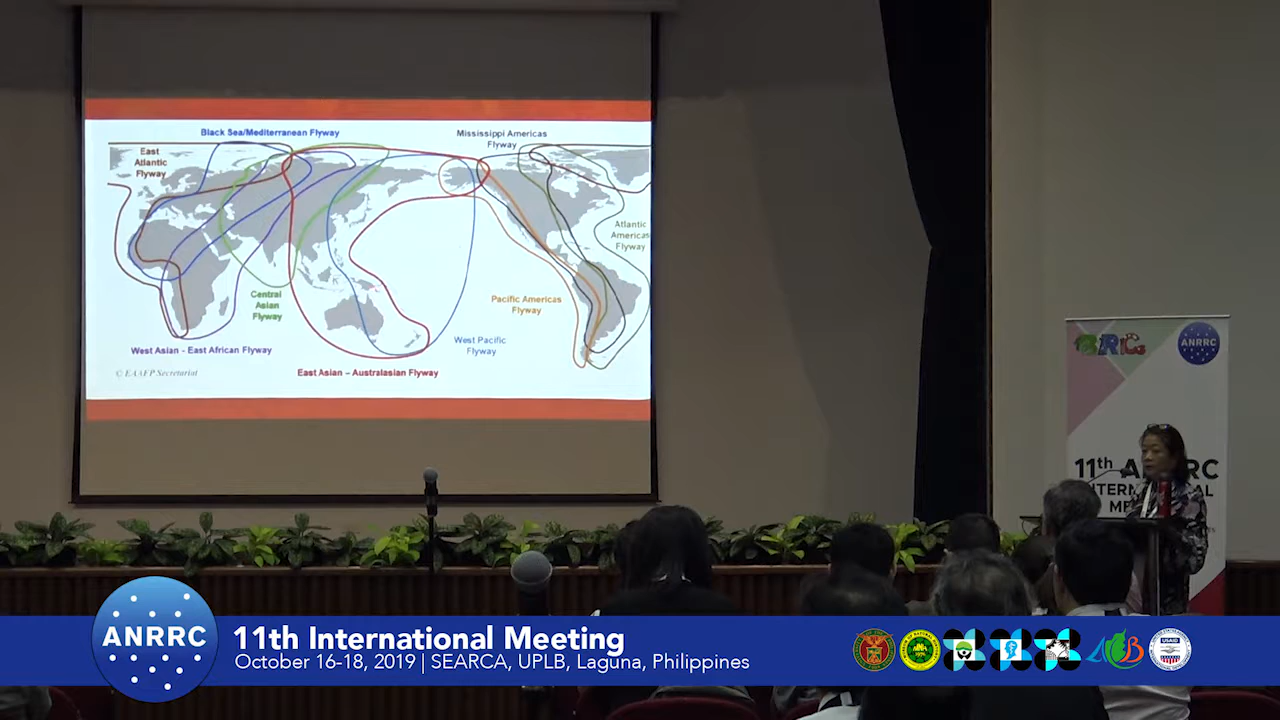 Black Sea/Mediterranean Flyway
Mississippi Americas
Flyway
East
Atlantic
Flyway
Atlantic
Americas
Flyway
Central
Asian
Flyway
Pacific Americas
Flyway
West Pacific
Flyway
West Asian - East African Flyway
© EAAFP Secretariat
East Asian – Australasian Flyway
BRIC
ANRRC
11th
ANRRC
11th International Meeting
October 16-18, 2019 | SEARCA, UPLB, Laguna, Philippines
USAID